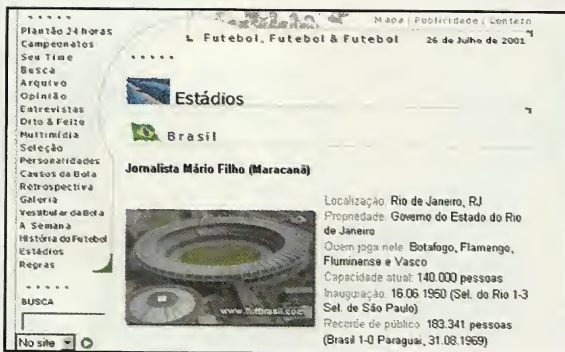 Mapa | Publicidade | Contato
Futebol, Futebol & Futebol
26 de Julho de 2001
Plantão 24 horas
Campeonatos
Seu Time
Busca
Arquivo
Opinião
Entrevistas
Dito & Feito
Multimídia
Seleção
Personalidades
Causos da Bola
Retrospectiva
Galeria
Vestibular da Bola
A Semana
História do Futebol
Estádios
Regras
BUSCA
No site
Estádios
Brasil
Jornalista Mário Filho (Maracanã)
www.futbrasil.com
Localização: Rio de Janeiro, RJ
Propriedade: Governo do Estado do Rio
de Janeiro
Quem joga nele: Botafogo, Flamengo,
Fluminense e Vasco
Capacidade atual: 140.000 pessoas
Inauguração: 16.06 1950 (Sel. do Rio 1-3
Sel. de São Paulo)
Recorde de público: 183.341 pessoas
(Brasil 1-0 Paraguai, 31.08.1969)